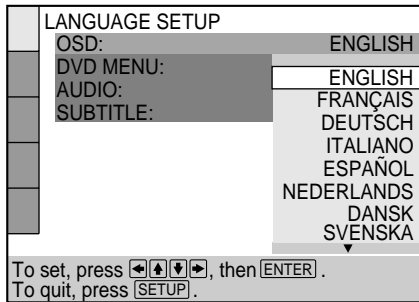 LANGUAGE SETUP
OSD: ENGLISH
DVD MENU:
AUDIO:
SUBTITLE:
ENGLISH
FRANÇAIS
DEUTSCH
ITALIANO
ESPAÑOL
NEDERLANDS
DANSK
SVENSKA
To set, press , then ENTER .
To quit, press SETUP .